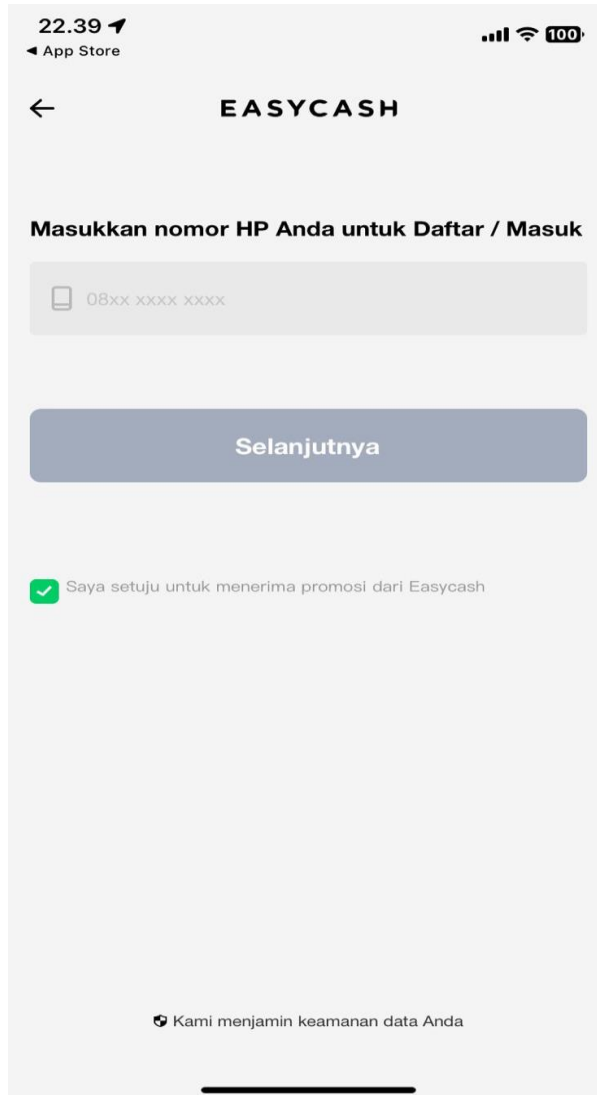 22.39
100
◀ App Store
EASYCASH
Masukkan nomor HP Anda untuk Daftar / Masuk
08xx xxxx xxxx
Selanjutnya
Saya setuju untuk menerima promosi dari Easycash
Kami menjamin keamanan data Anda